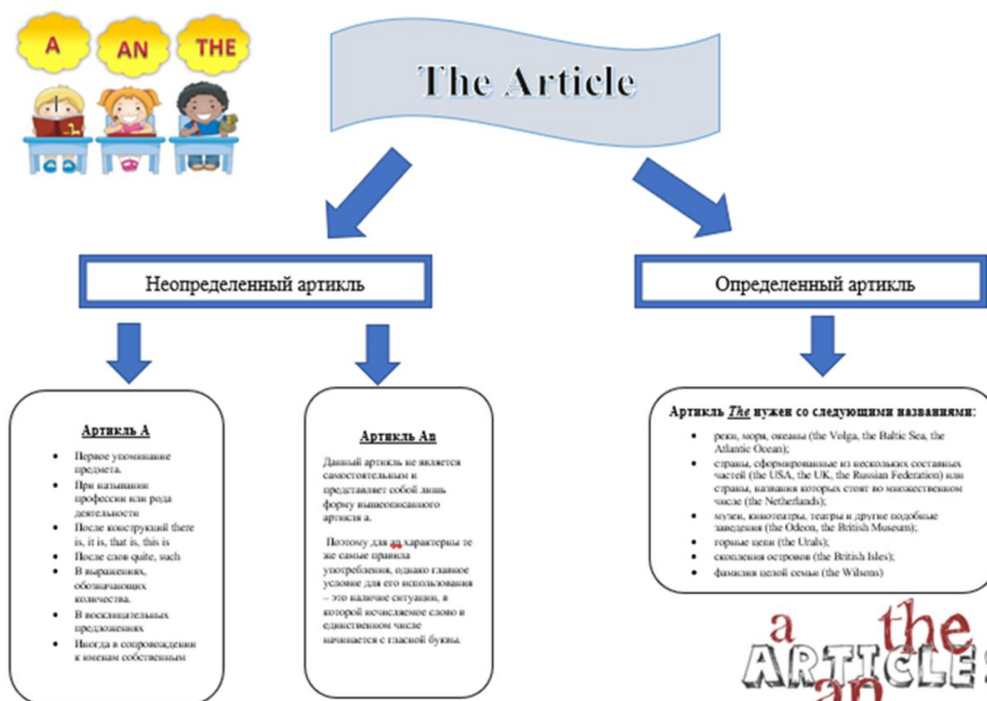 A
AN
THE
The Article
Неопределенный артикль
Определенный артикль
Артикль А
Первое упоминание
предмета.
При назывании
профессии или рода
деятельности
После конструкций there
is, it is, that is, this is
После слов quite, such
В выражениях,
обозначающих
количества.
В восклицательных
предложениях
Иногда в сопровождении
к именам собственным
Артикль An
Данный артикль не является
самостоятельным и
представляет собой лишь
форму вышеописанного
артикля a.
Поэтому для an характерны те
же самые правила
употребления, однако главное
условие для его использования
– это наличие ситуации, в
которой исчисляемое слово в
единственном числе
начинается с гласной буквы.
Артикль The нужен со следующими названиями:
реки, моря, океаны (the Volga, the Baltic Sea, the
Atlantic Ocean);
страны, сформированные из нескольких составных
частей (the USA, the UK, the Russian Federation) или
страны, названия которых стоят во множественном
числе (the Netherlands);
музеи, кинотеатры, театры и другие подобные
заведения (the Odeon, the British Museum);
горные цепи (the Urals);
скопления островов (the British Isles);
фамилия целой семьи (the Wilsons)
a the
ARTICLES
an